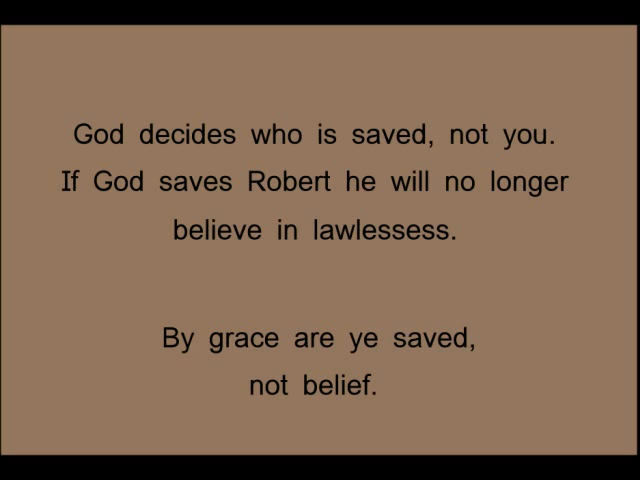 God decides who is saved, not you.
If God saves Robert he will no longer
believe in lawlessess.
By grace are ye saved,
not belief.